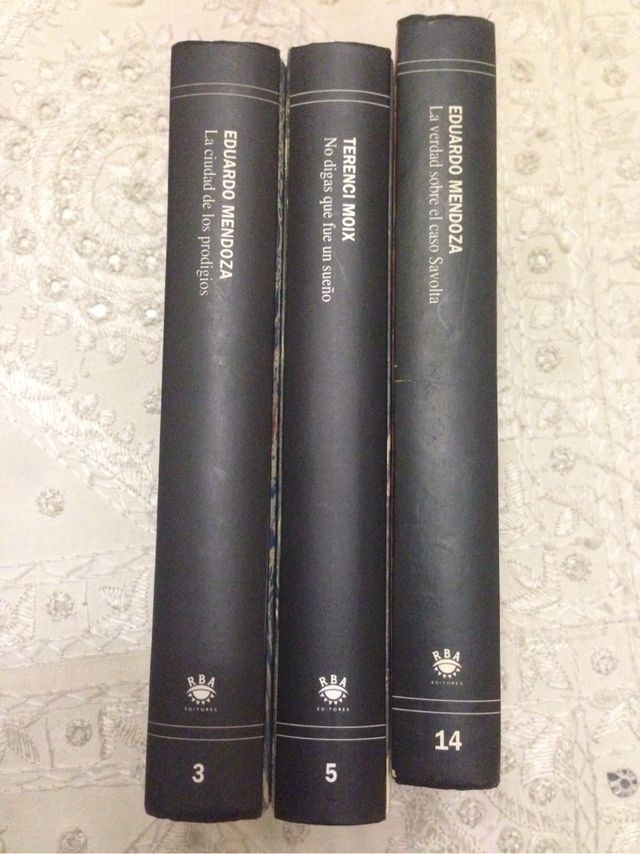 EDUARDO MENDOZA
La ciudad de los prodigios
RBA
EDITORES
3
TERENCI MOIX
No digas que fue un sueño
RBA
EDITORES
5
EDUARDO MENDOZA
La verdad sobre el caso Savolta
RBA
EDITORES
14